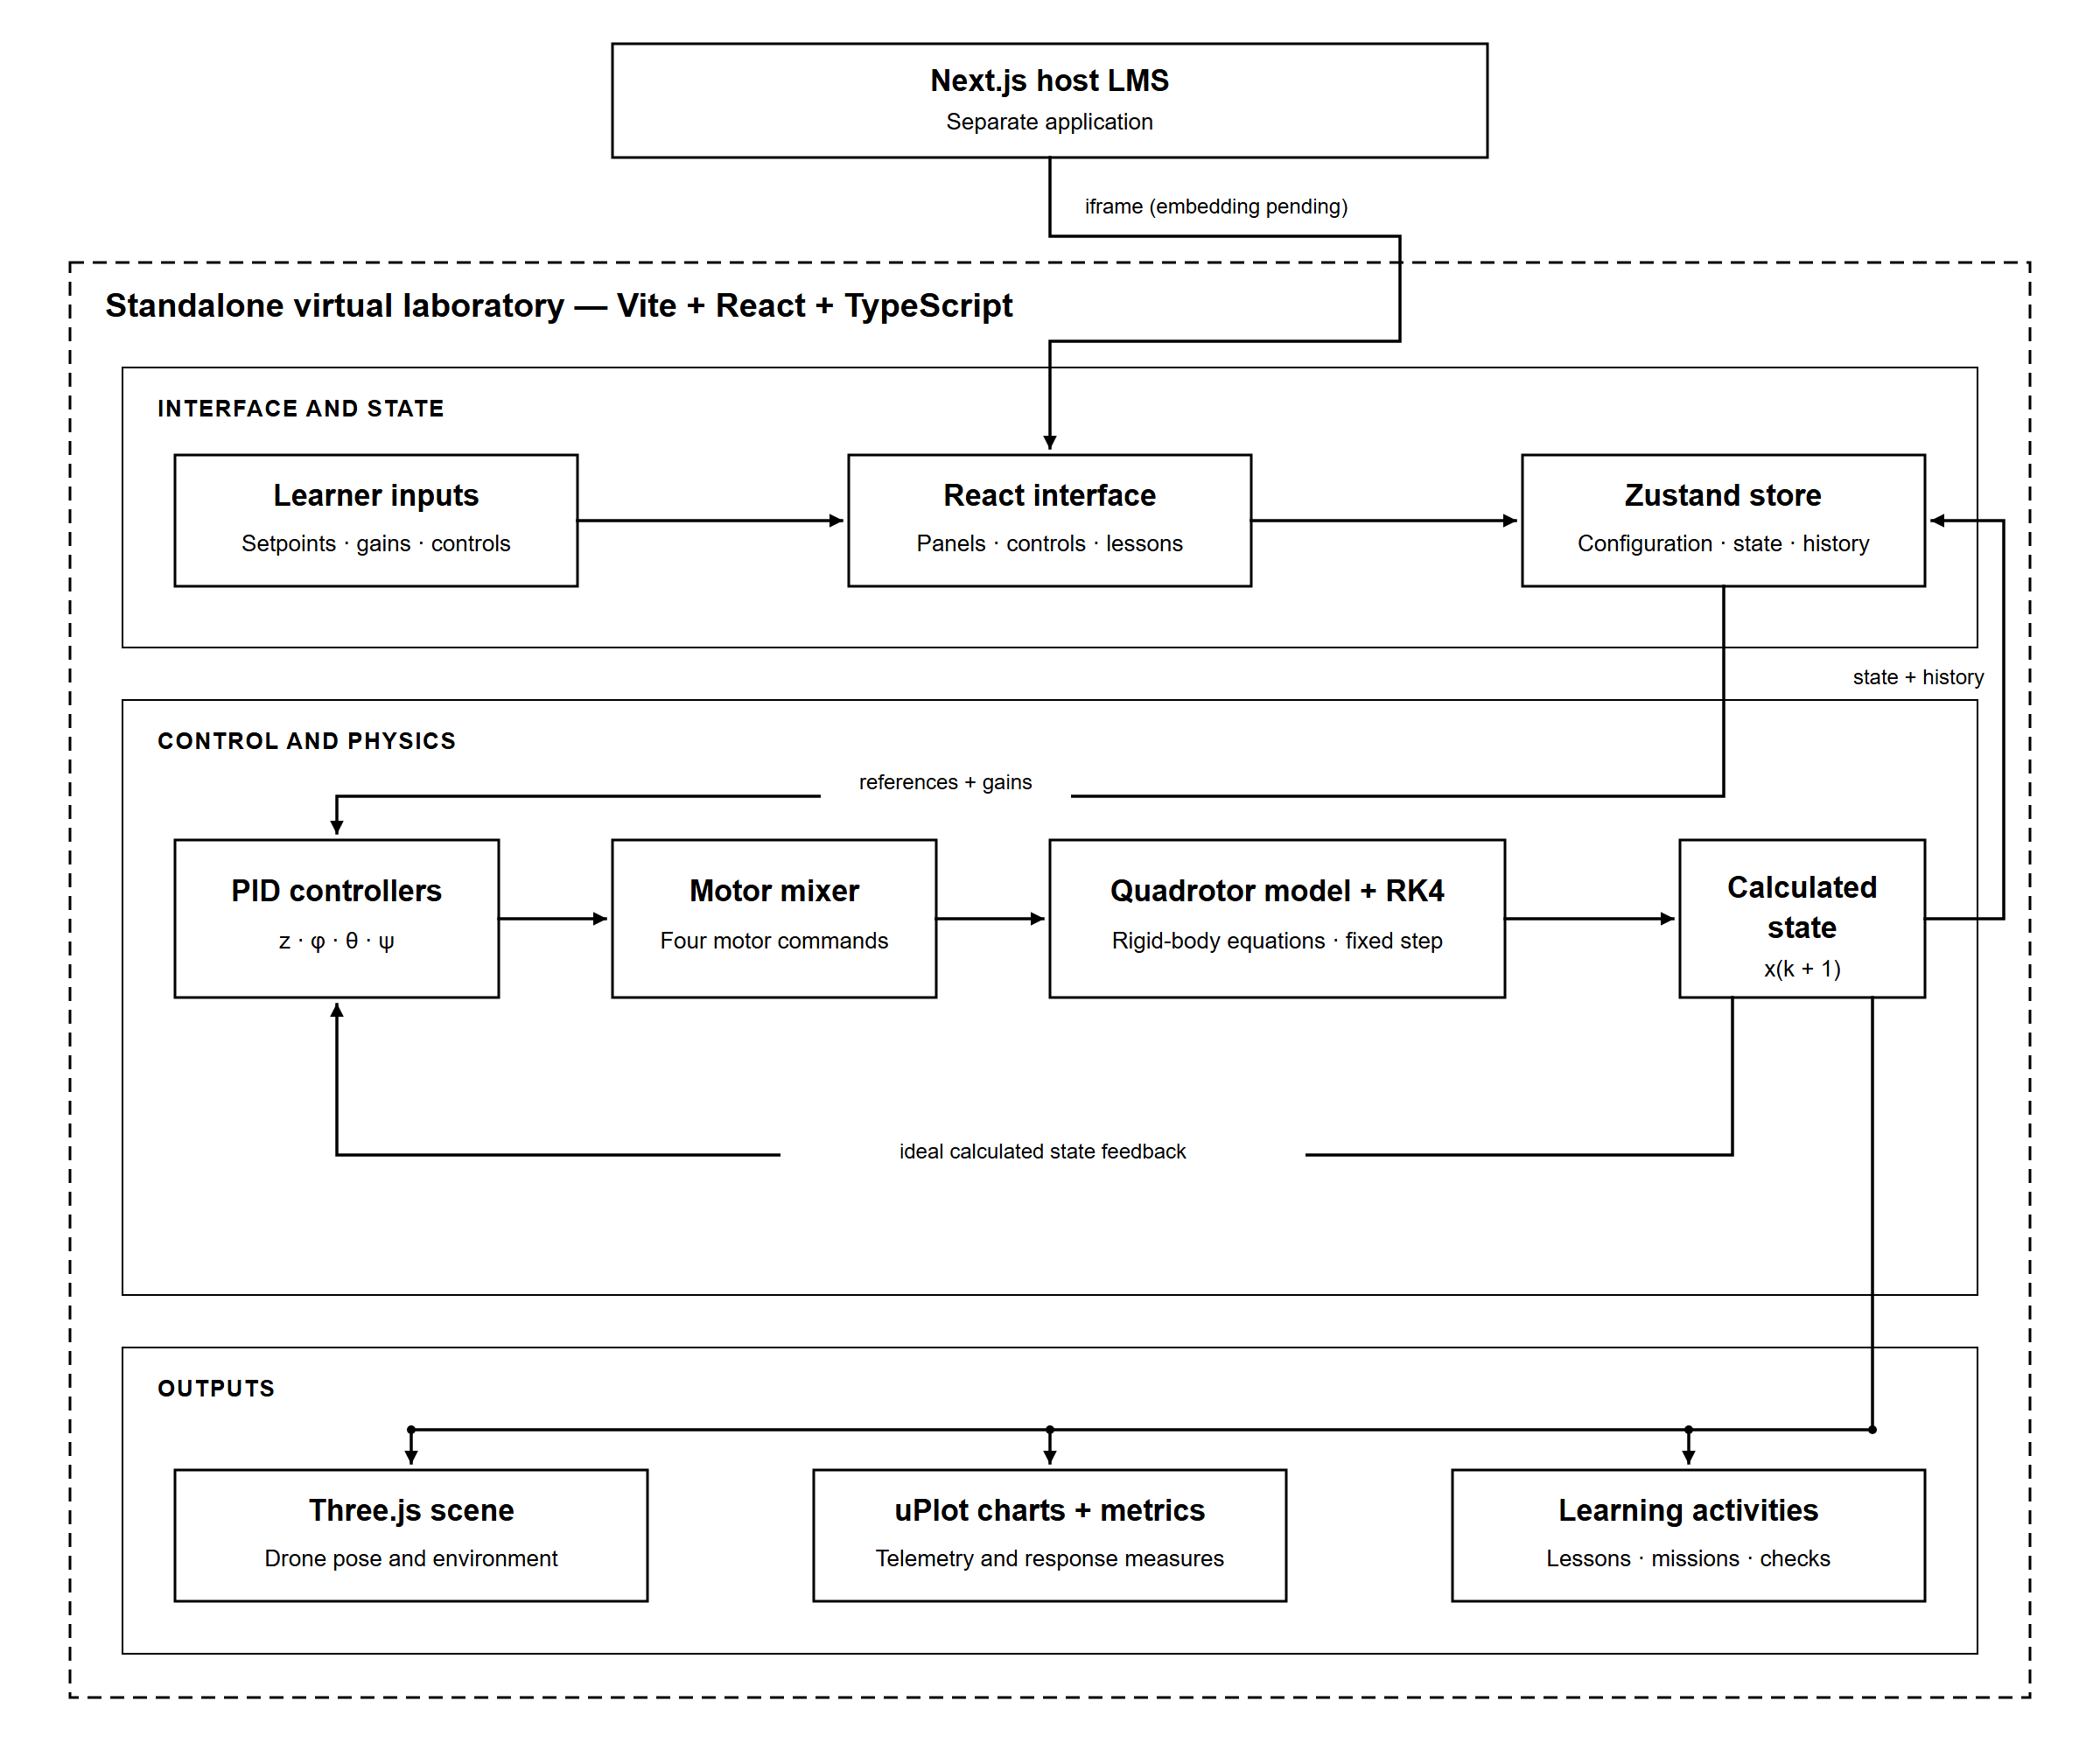 Next.js host LMS
Separate application
iframe (embedding pending)
Standalone virtual laboratory — Vite + React + TypeScript
INTERFACE AND STATE
Learner inputs
Setpoints · gains · controls
React interface
Panels · controls · lessons
Zustand store
Configuration · state · history
state + history
CONTROL AND PHYSICS
references + gains
PID controllers
z · φ · θ · ψ
Motor mixer
Four motor commands
Quadrotor model + RK4
Rigid-body equations · fixed step
Calculated
state
x(k + 1)
ideal calculated state feedback
OUTPUTS
Three.js scene
Drone pose and environment
uPlot charts + metrics
Telemetry and response measures
Learning activities
Lessons · missions · checks